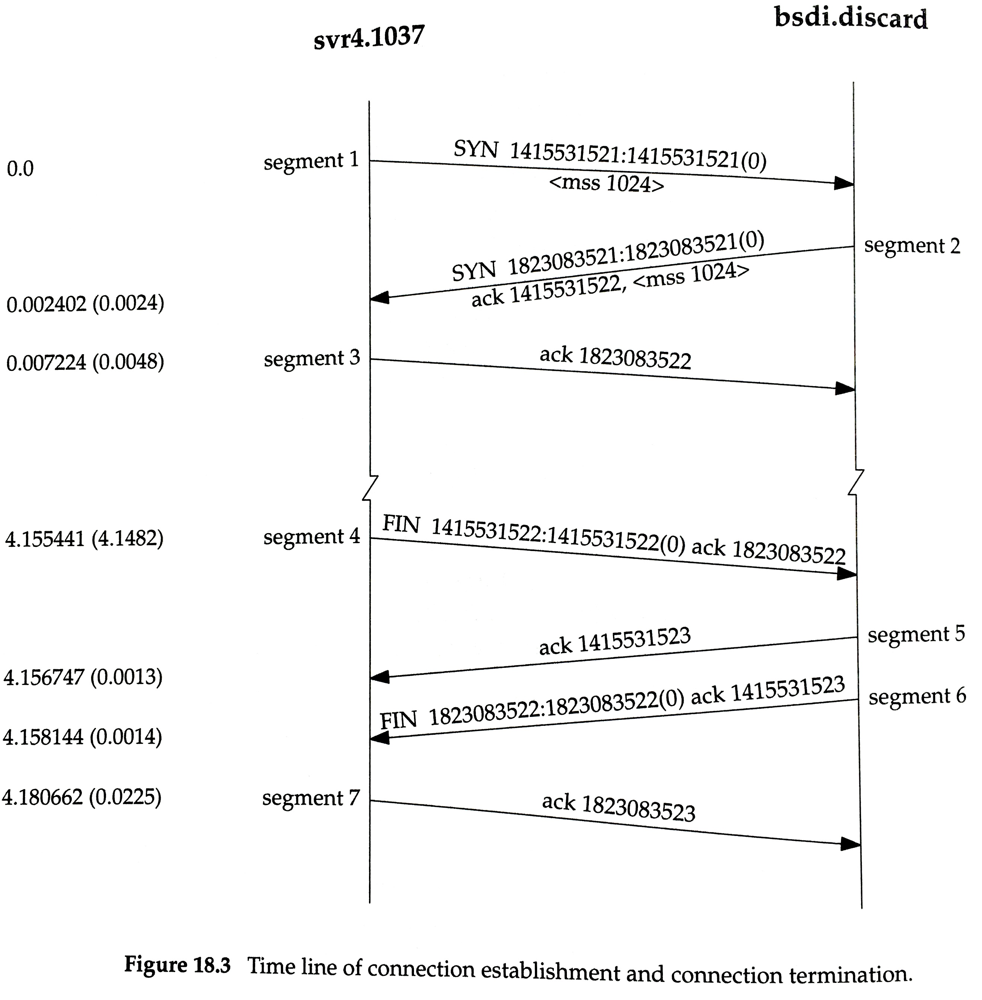 svr4.1037
bsdi.discard
0.0
segment 1
SYN 1415531521:1415531521(0)
<mss 1024>
SYN 1823083521:1823083521(0)
segment 2
ack 1415531522, <mss 1024>
0.002402 (0.0024)
0.007224 (0.0048)
segment 3
ack 1823083522
4.155441 (4.1482)
segment 4
FIN 1415531522:1415531522(0) ack 1823083522
ack 1415531523
segment 5
4.156747 (0.0013)
FIN 1823083522:1823083522(0) ack 1415531523
segment 6
4.158144 (0.0014)
4.180662 (0.0225)
segment 7
ack 1823083523
Figure 18.3 Time line of connection establishment and connection termination.